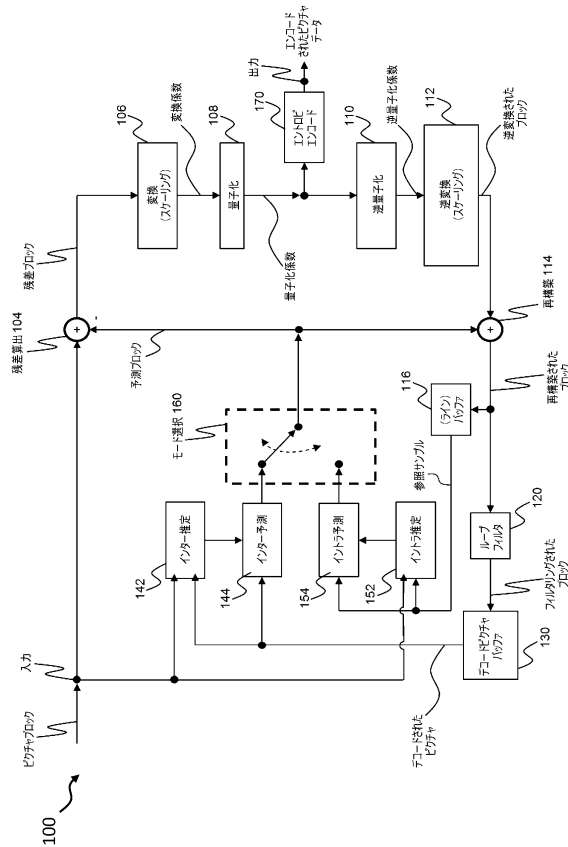 100
ピクチャブロック
入力
残差算出 104
+
-
残差ブロック
106
変換
(スケーリング)
変換係数
108
量子化
量子化係数
170
エントロピ
エンコード
出力
エンコード
されたピクチャ
データ
110
逆量子化
逆量子化係数
112
逆変換
(スケーリング)
逆変換された
ブロック
予測ブロック
再構築 114
+
再構築された
ブロック
モード選択 160
142
インター推定
144
インター予測
154
イントラ予測
152
イントラ推定
参照サンプル
116
(ライン)
バッファ
120
ループ
フィルタ
フィルタリングされた
ブロック
130
デコードピクチャ
バッファ
デコードされた
ピクチャ